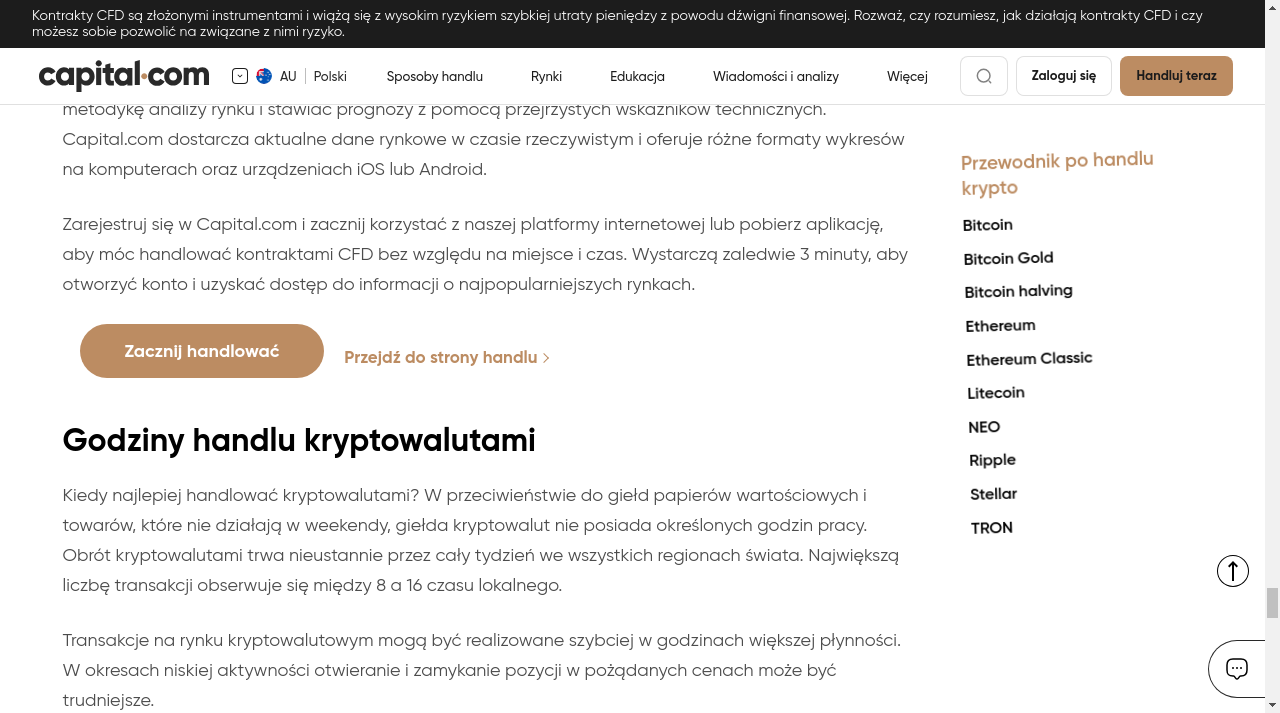 Kontrakty CFD są złożonymi instrumentami i wiążą się z wysokim ryzykiem szybkiej utraty pieniędzy z powodu dźwigni finansowej. Rozważ, czy rozumiesz, jak działają kontrakty CFD i czy
możesz sobie pozwolić na związane z nimi ryzyko.
capital.com
AU
Polski
Sposoby handlu
Rynki
Edukacja
Wiadomości i analizy
Więcej
Zaloguj się
Handluj teraz
metodykę analizy rynku i stawiać prognozy z pomocą przejrzystych wskaźników technicznych.
Capital.com dostarcza aktualne dane rynkowe w czasie rzeczywistym i oferuje różne formaty wykresów
na komputerach oraz urządzeniach iOS lub Android.
Zarejestruj się w Capital.com i zacznij korzystać z naszej platformy internetowej lub pobierz aplikację,
aby móc handlować kontraktami CFD bez względu na miejsce i czas. Wystarczą zaledwie 3 minuty, aby
otworzyć konto i uzyskać dostęp do informacji o najpopularniejszych rynkach.
Zacznij handlować
Przejdź do strony handlu
Godziny handlu kryptowalutami
Kiedy najlepiej handlować kryptowalutami? W przeciwieństwie do giełd papierów wartościowych i
towarów, które nie działają w weekendy, giełda kryptowalut nie posiada określonych godzin pracy.
Obrót kryptowalutami trwa nieustannie przez cały tydzień we wszystkich regionach świata. Największą
liczbę transakcji obserwuje się między 8 a 16 czasu lokalnego.
Transakcje na rynku kryptowalutowym mogą być realizowane szybciej w godzinach większej płynności.
W okresach niskiej aktywności otwieranie i zamykanie pozycji w pożądanych cenach może być
trudniejsze.
Przewodnik po handlu
krypto
Bitcoin
Bitcoin Gold
Bitcoin halving
Ethereum
Ethereum Classic
Litecoin
NEO
Ripple
Stellar
TRON